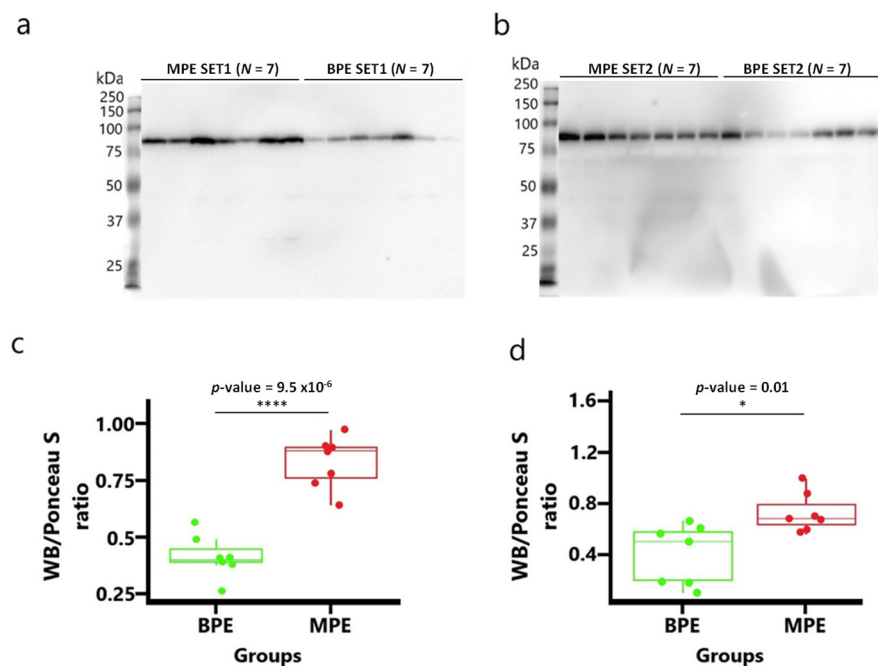 a
kDa
MPE SET1 (N = 7)
BPE SET1 (N = 7)
250
150
100
75
50
37
25
b
kDa
MPE SET2 (N = 7)
BPE SET2 (N = 7)
250
150
100
75
50
37
25
c
p-value = 9.5 x10⁻⁶
****
WB/Ponceau S
ratio
1.00
0.75
0.5
0.25
BPE
MPE
Groups
d
p-value = 0.01
*
WB/Ponceau S
ratio
1.6
1.2
0.8
0.4
BPE
MPE
Groups